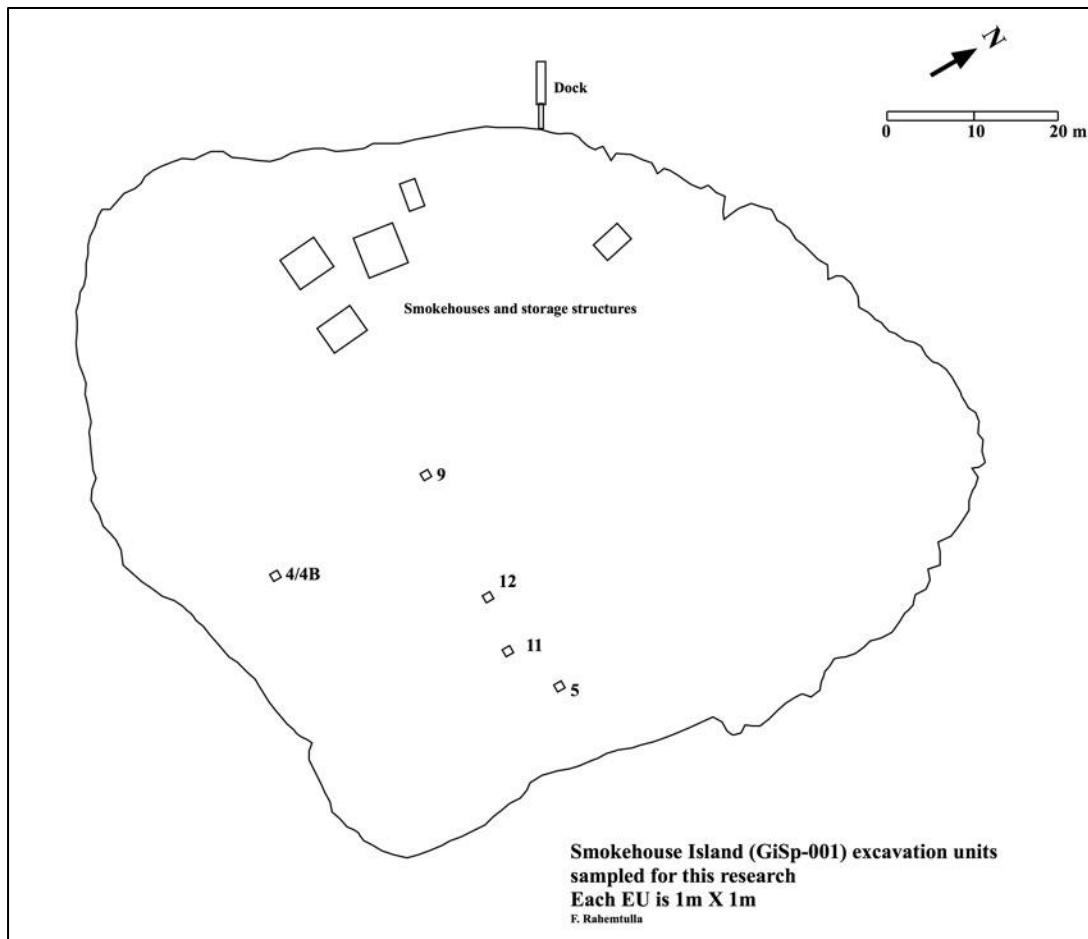 N
Dock
0 10 20 m
Smokehouses and storage structures
9
4/4B
12
11
5
Smokehouse Island (GiSp-001) excavation units
sampled for this research
Each EU is 1m X 1m
F. Rahemtulla